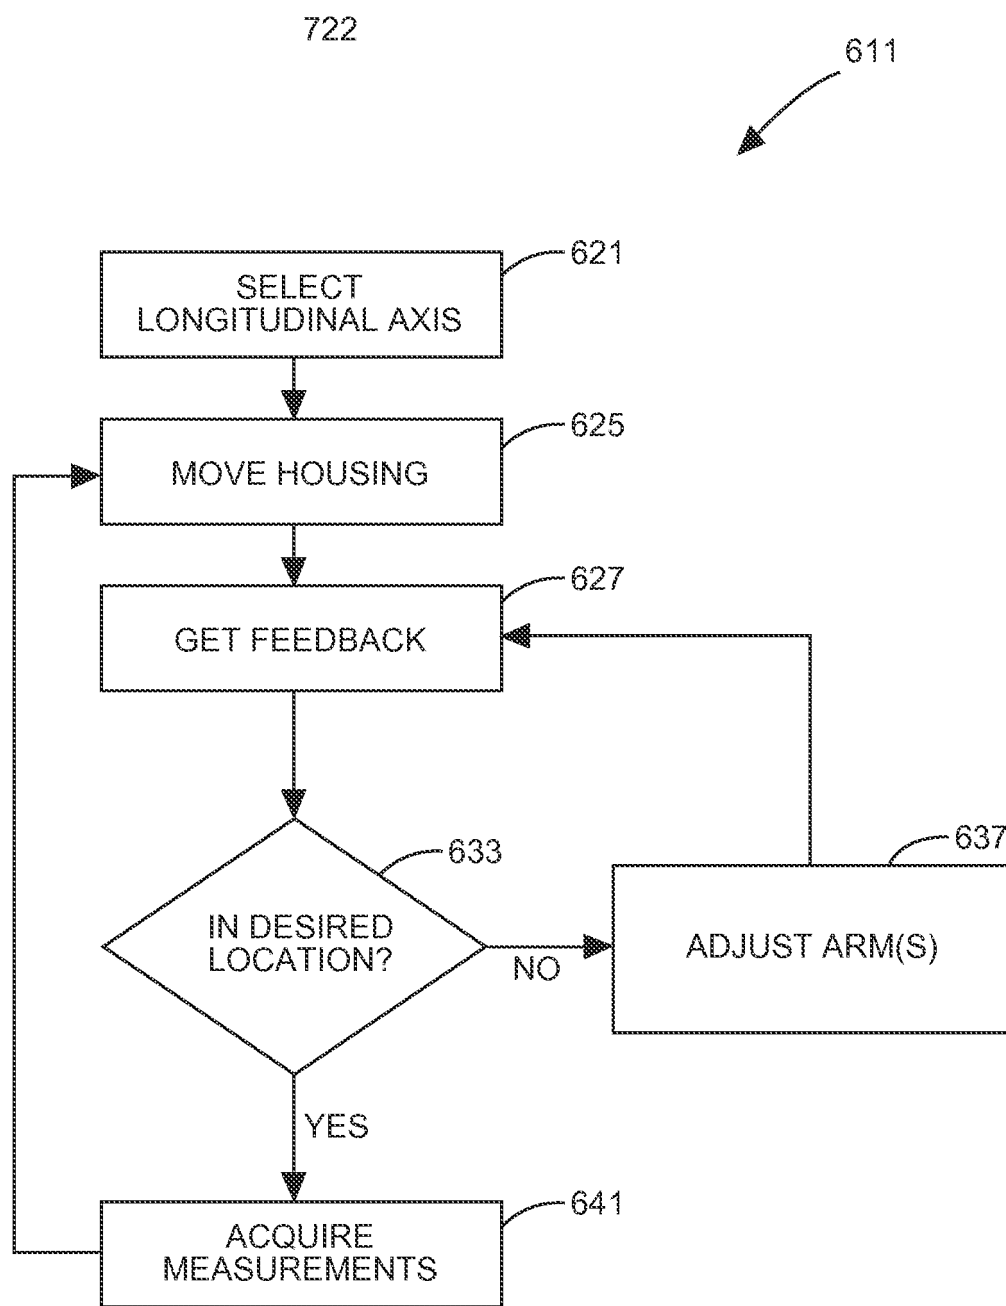 722
611
621
SELECT
LONGITUDINAL AXIS
625
MOVE HOUSING
627
GET FEEDBACK
633
IN DESIRED
LOCATION?
NO
637
ADJUST ARM(S)
YES
641
ACQUIRE
MEASUREMENTS